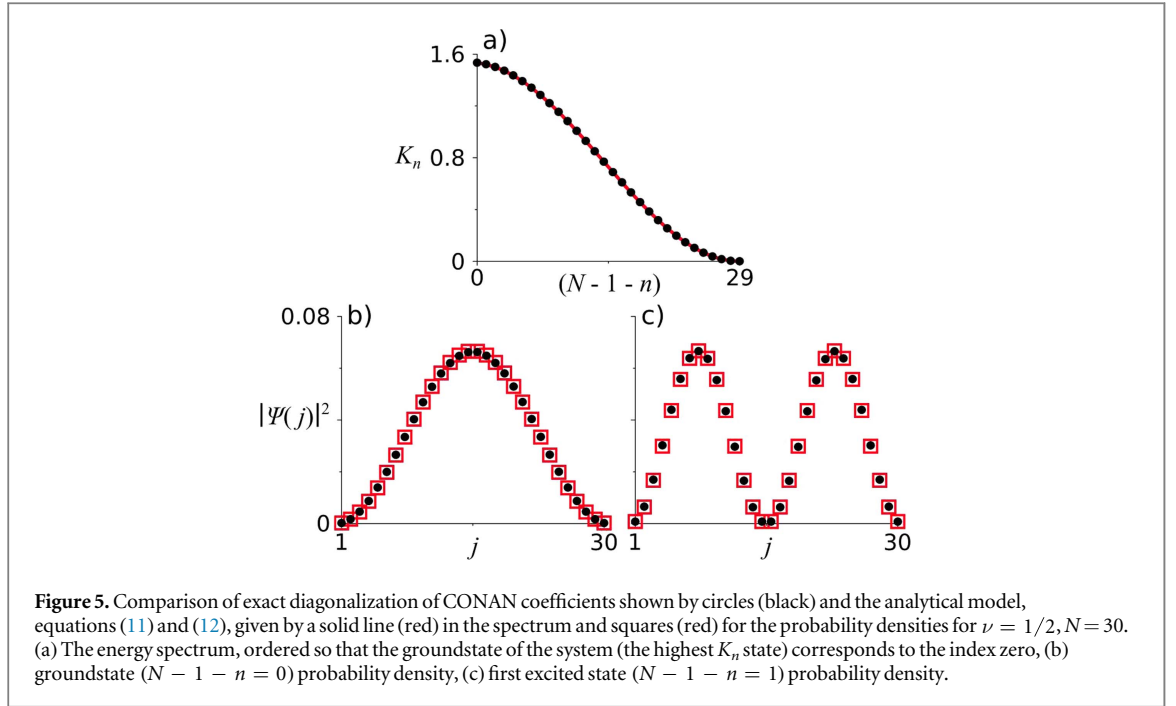 a)
1.6
K_n 0.8
0
0 (N - 1 - n) 29
0.08 b) c)
|Ψ(j)|²
0
1 j 30 1 j 30
Figure 5. Comparison of exact diagonalization of CONAN coefficients shown by circles (black) and the analytical model,
equations (11) and (12), given by a solid line (red) in the spectrum and squares (red) for the probability densities for ν = 1/2, N = 30.
(a) The energy spectrum, ordered so that the groundstate of the system (the highest K_n state) corresponds to the index zero, (b)
groundstate (N − 1 − n = 0) probability density, (c) first excited state (N − 1 − n = 1) probability density.